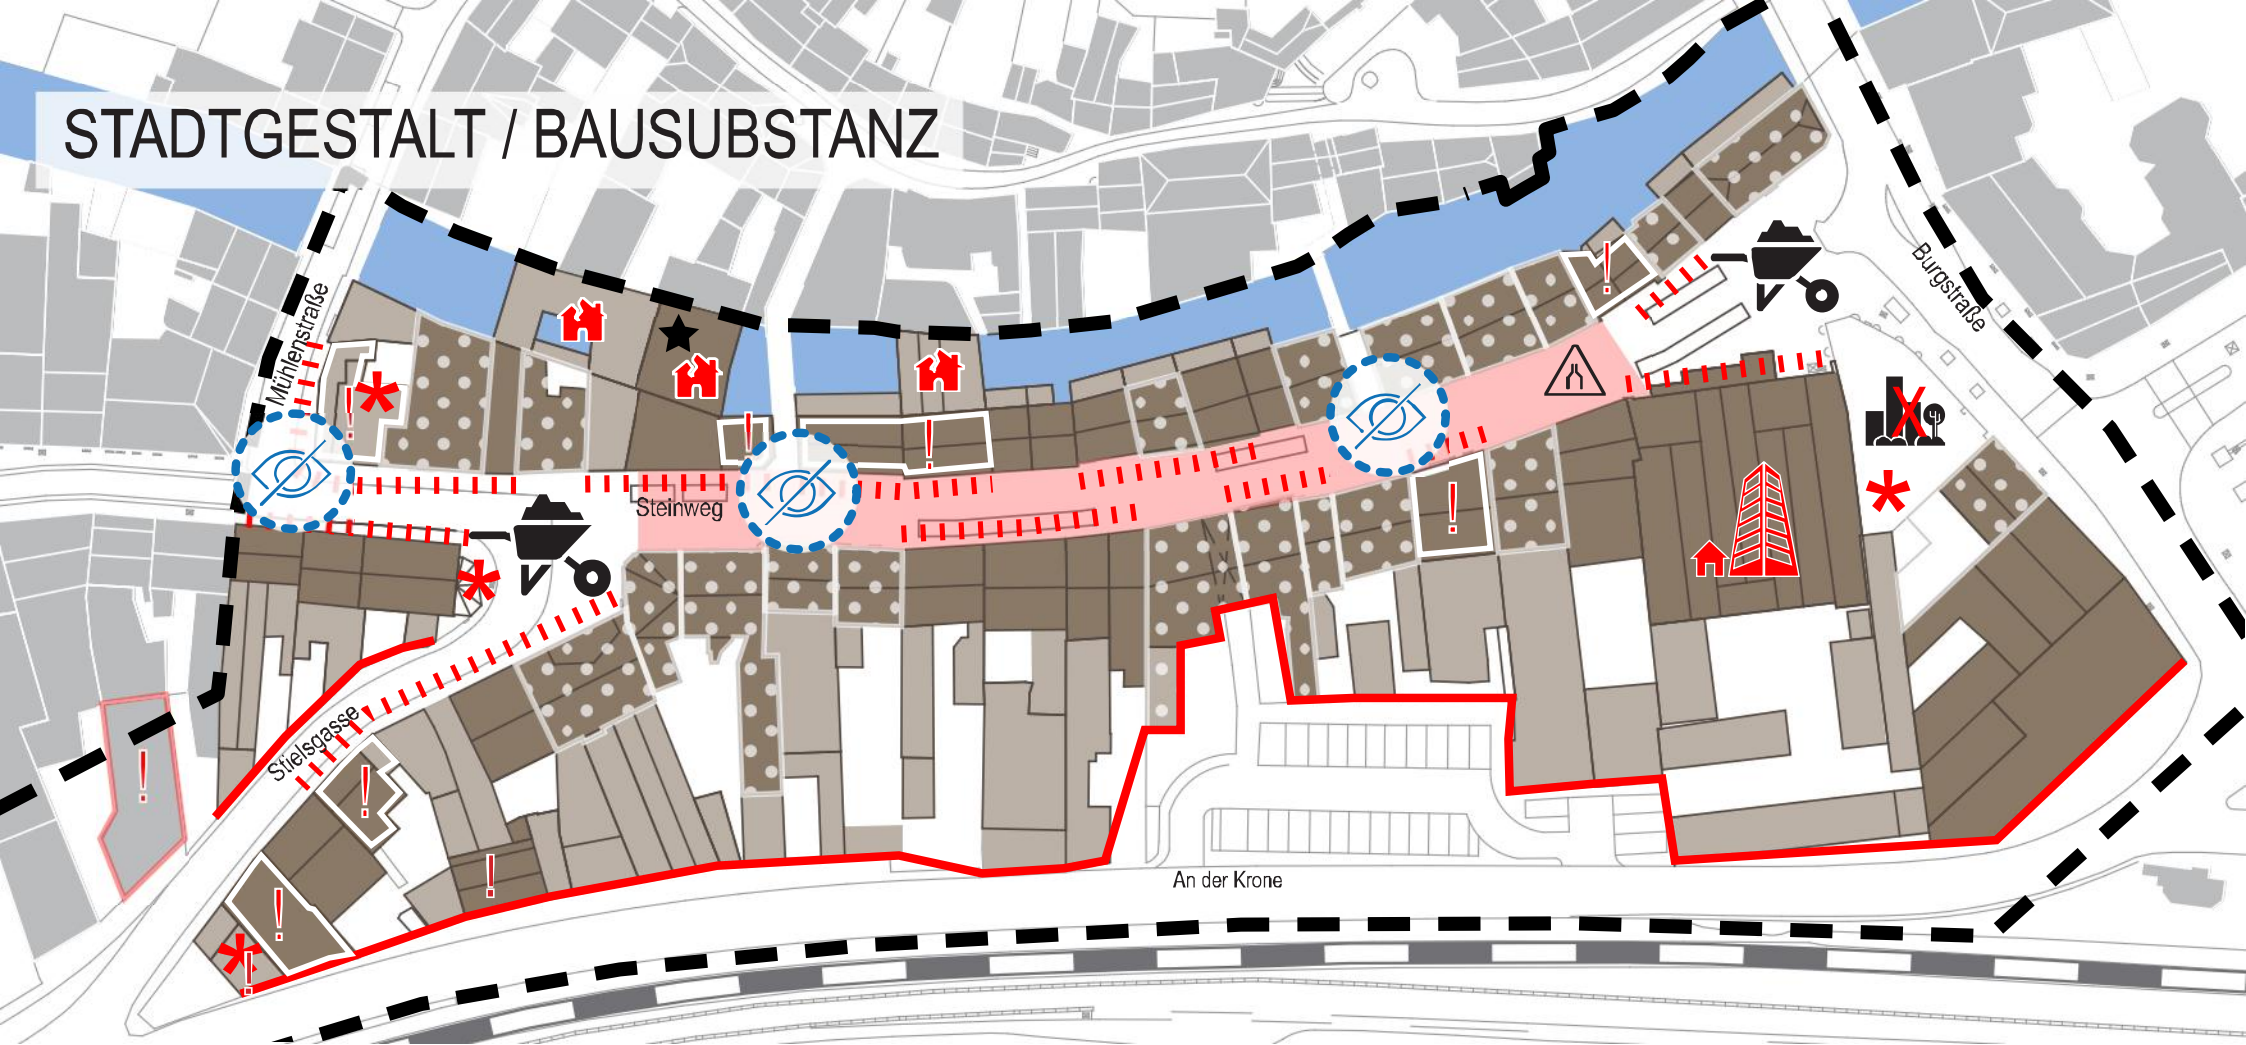 STADTGESTALT / BAUSUBSTANZ
Mühlenstraße
Burgstraße
Steinweg
Stielsgasse
An der Krone